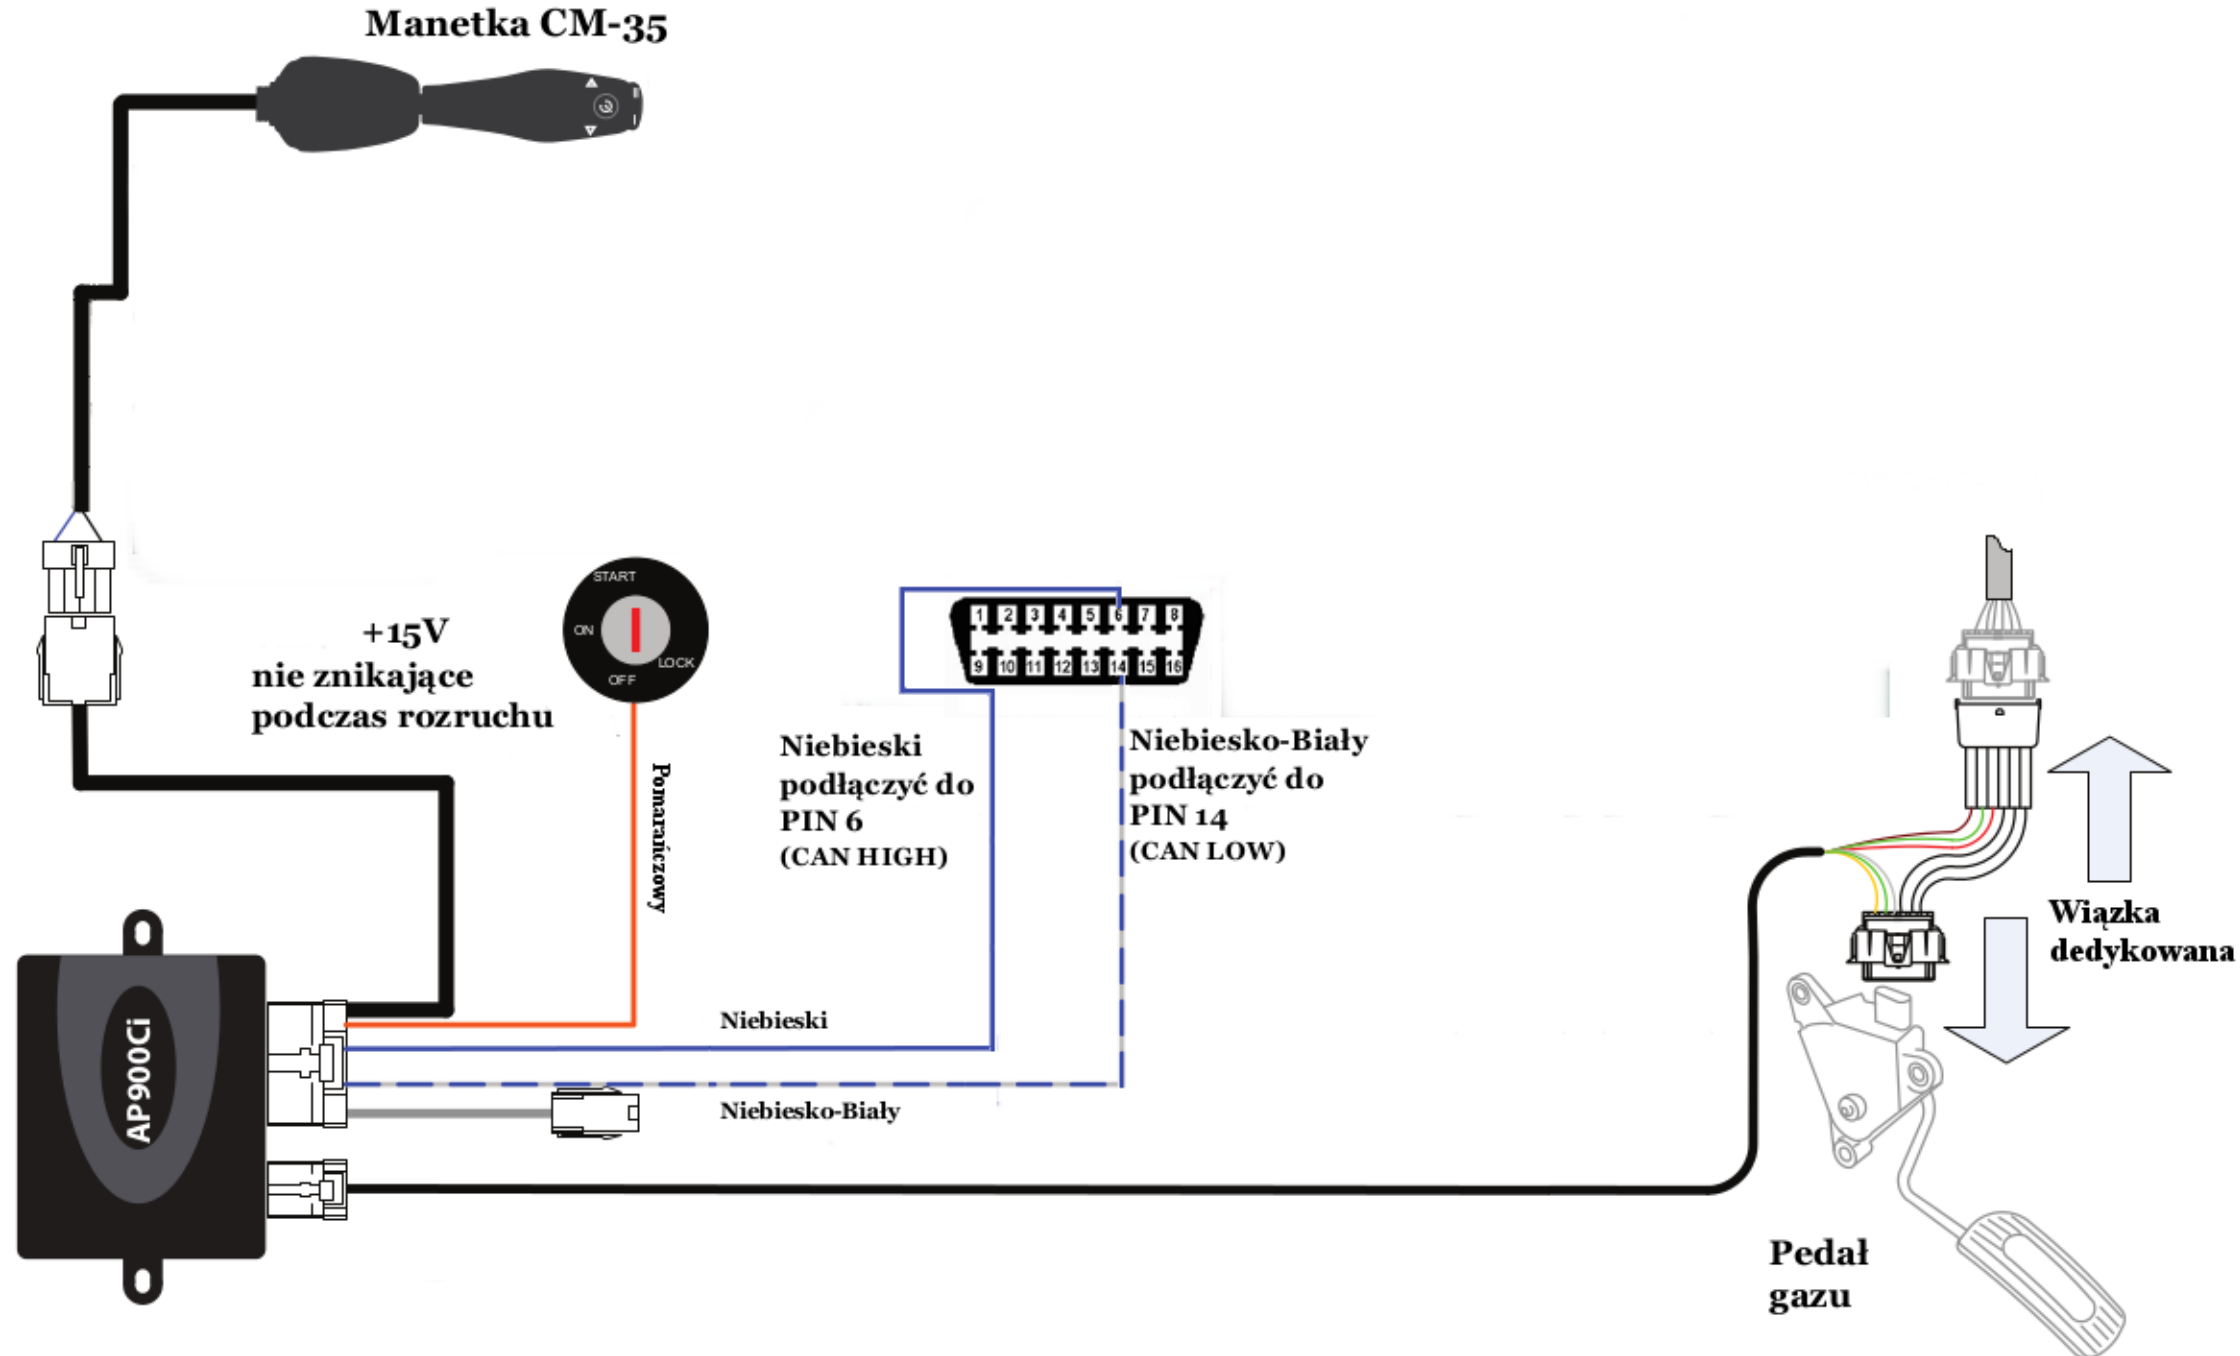 Manetka CM-35
+15V
nie znikające
podczas rozruchu
START
ON
LOCK
OFF
Pomarańczowy
1 2 3 4 5 6 7 8
9 10 11 12 13 14 15 16
Niebieski
podłączyć do
PIN 6
(CAN HIGH)
Niebiesko-Biały
podłączyć do
PIN 14
(CAN LOW)
Wiązka
dedykowana
AP900Ci
Niebieski
Niebiesko-Biały
Pedał
gazu